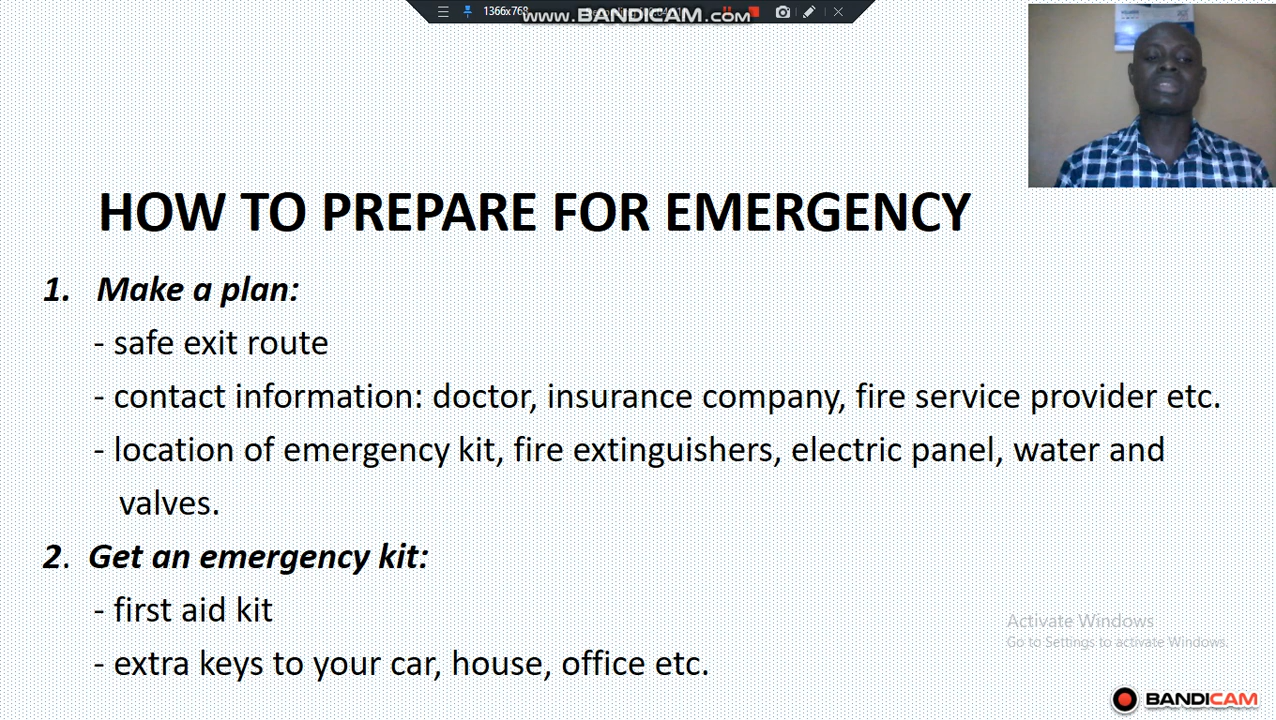 1366x768
www.BANDICAM.com
HOW TO PREPARE FOR EMERGENCY
1. Make a plan:
- safe exit route
- contact information: doctor, insurance company, fire service provider etc.
- location of emergency kit, fire extinguishers, electric panel, water and
valves.
2. Get an emergency kit:
- first aid kit
- extra keys to your car, house, office etc.
Activate Windows
Go to Settings to activate Windows.
BANDICAM